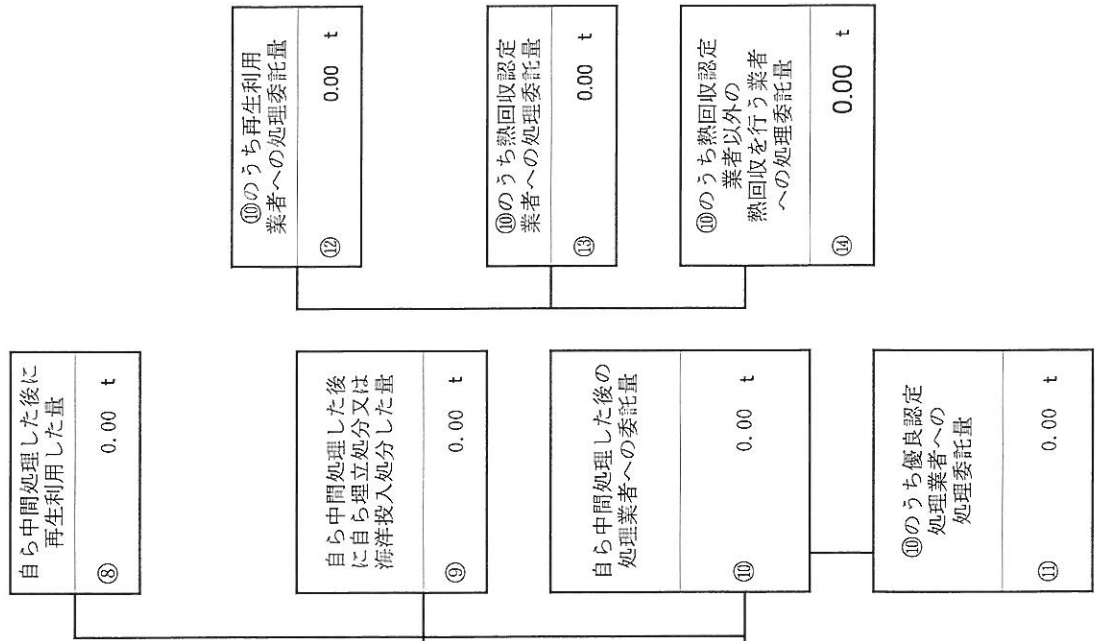 自ら中間処理した後に
再生利用した量
⑧ 0.00 t
自ら中間処理した後
に自ら埋立処分又は
海洋投入処分した量
⑨ 0.00 t
自ら中間処理した後の
処理業者への委託量
⑩ 0.00 t
⑩のうち優良認定
処理業者への
処理委託量
⑪ 0.00 t
⑩のうち再生利用
業者への処理委託量
⑫ 0.00 t
⑩のうち熱回収認定
業者への処理委託量
⑬ 0.00 t
⑩のうち熱回収認定
業者以外の
熱回収を行う業者
への処理委託量
⑭ 0.00 t